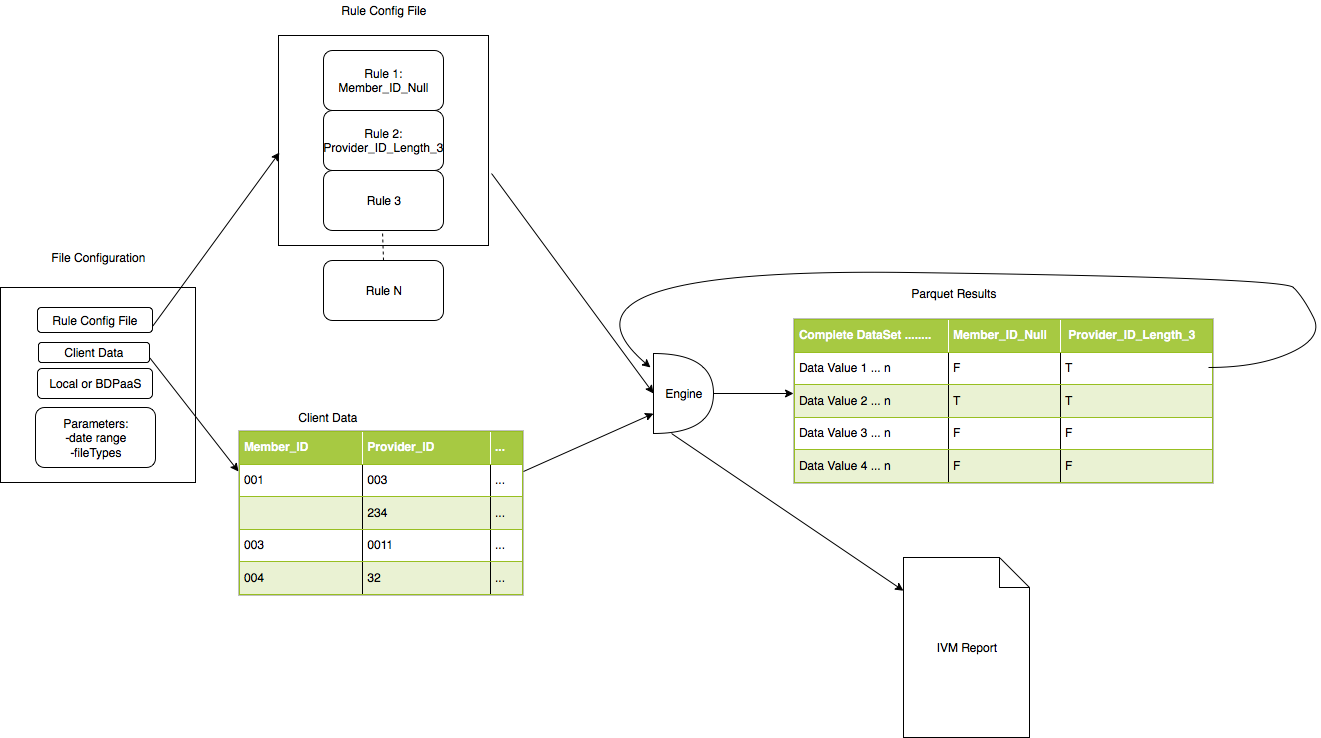 Rule Config File
Rule 1:
Member_ID_Null
Rule 2:
Provider_ID_Length_3
Rule 3
Rule N
File Configuration
Rule Config File
Client Data
Local or BDPaaS
Parameters:
-date range
-fileTypes
Client Data
Member_ID Provider_ID ...
001 003 ...
234 ...
003 0011 ...
004 32 ...
Engine
Parquet Results
Complete DataSet ........ Member_ID_Null Provider_ID_Length_3
Data Value 1 ... n F T
Data Value 2 ... n T T
Data Value 3 ... n F F
Data Value 4 ... n F F
IVM Report